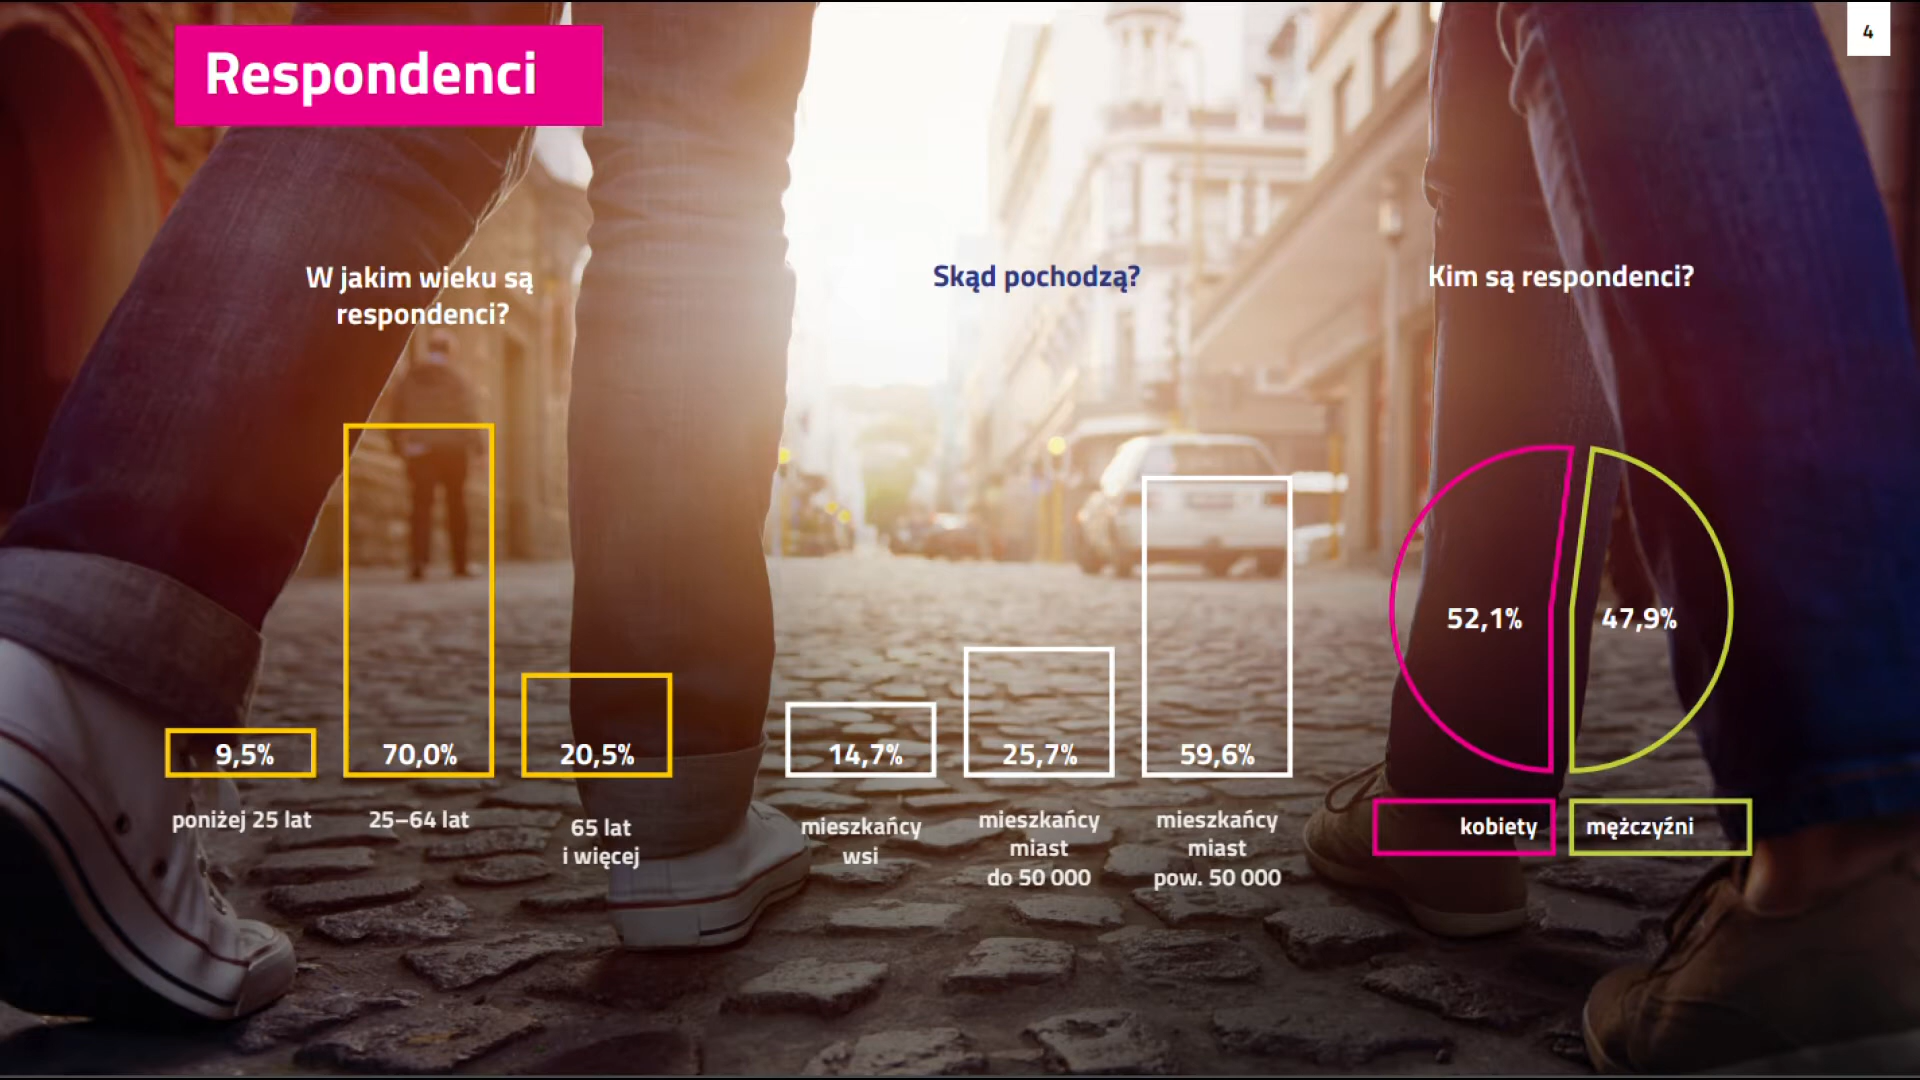 4
Respondenci
W jakim wieku są
respondenci?
9,5%
70,0%
20,5%
poniżej 25 lat
25–64 lat
65 lat
i więcej
Skąd pochodzą?
14,7%
25,7%
59,6%
mieszkańcy
wsi
mieszkańcy
miast
do 50 000
mieszkańcy
miast
pow. 50 000
Kim są respondenci?
52,1%
47,9%
kobiety
mężczyźni